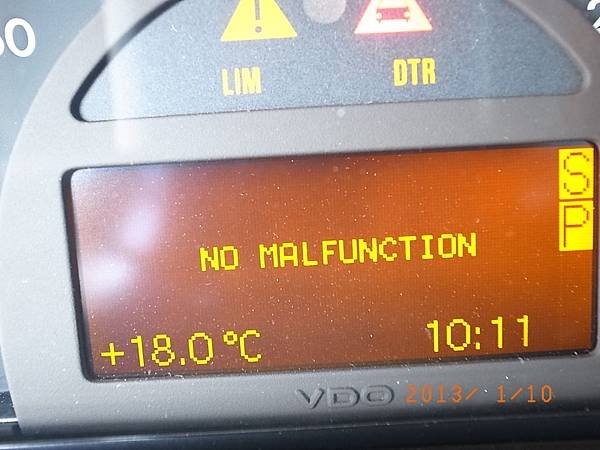 LIM DTR
S
P
NO MALFUNCTION
+18.0°C 10:11
VDO 2013/ 1/10